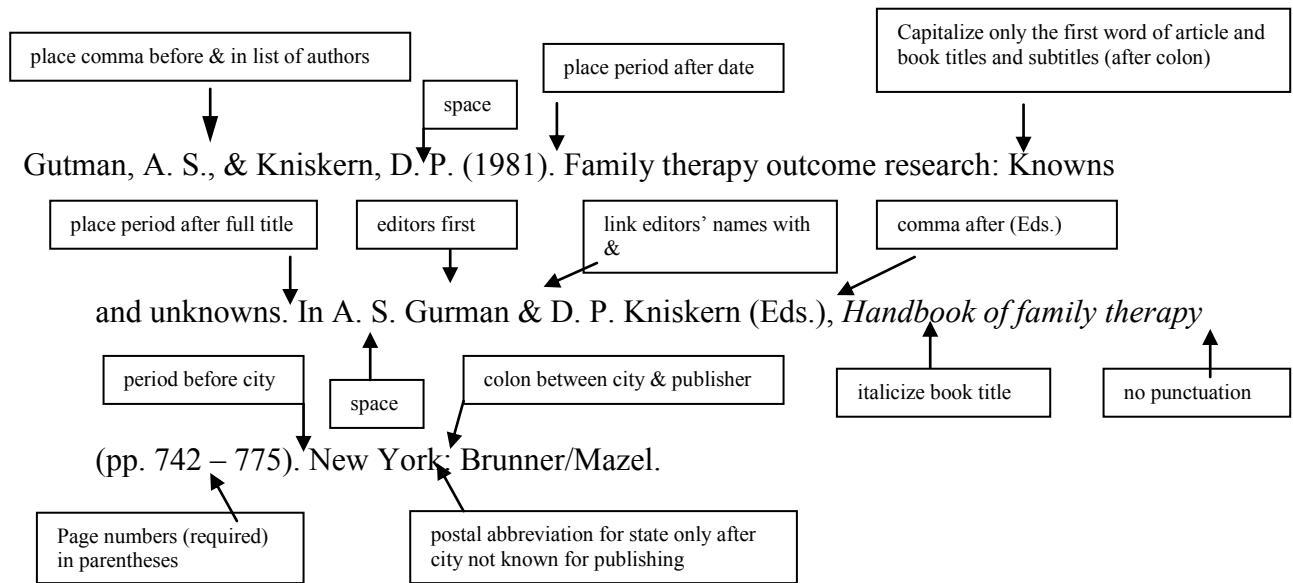 place comma before & in list of authors
space
place period after date
Capitalize only the first word of article and
book titles and subtitles (after colon)
Gutman, A. S., & Kniskern, D. P. (1981). Family therapy outcome research: Knowns
place period after full title
editors first
link editors' names with
&
comma after (Eds.)
and unknowns. In A. S. Gurman & D. P. Kniskern (Eds.), Handbook of family therapy
period before city
space
colon between city & publisher
italicize book title
no punctuation
(pp. 742 – 775). New York: Brunner/Mazel.
Page numbers (required)
in parentheses
postal abbreviation for state only after
city not known for publishing